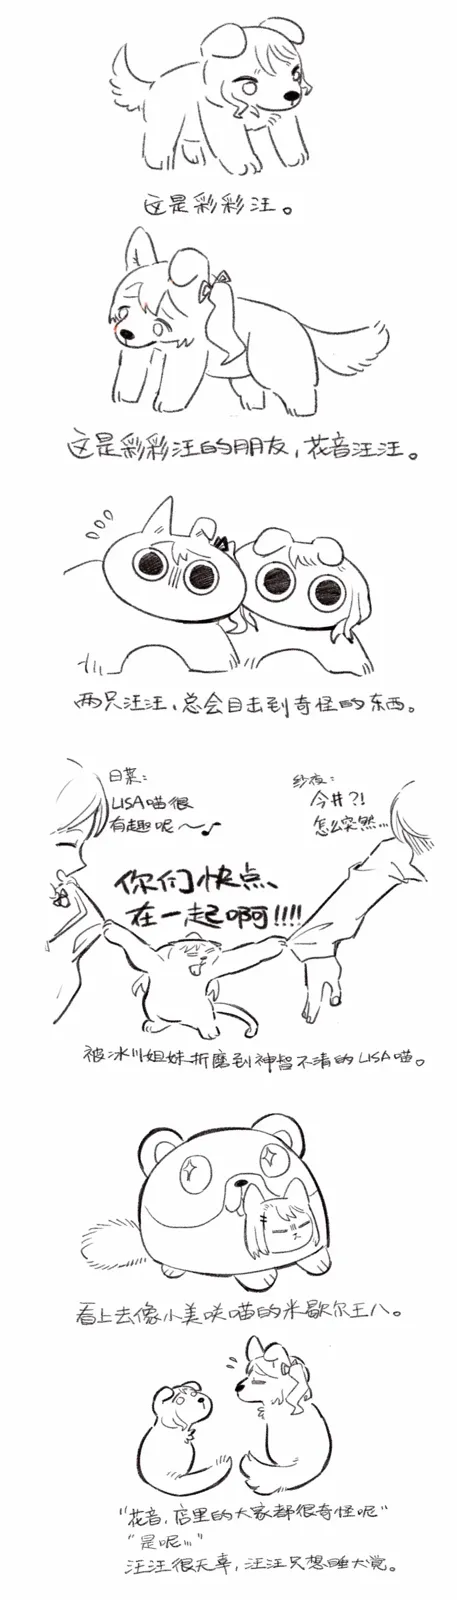 这是彩彩汪。
这是彩彩汪的朋友，花音汪汪。
两只汪汪，总会目击到奇怪的东西。
日菜：
LISA喵很
有趣呢～♪
纱夜：
今井?!
怎么突然…
你们快点
在一起啊!!!!
被冰川姐妹折磨到神智不清的LISA喵。
看上去像小美咲喵的米歇尔王八。
"花音，店里的大家都很奇怪呢"
"是呢…"
汪汪很无辜，汪汪只想睡大觉。